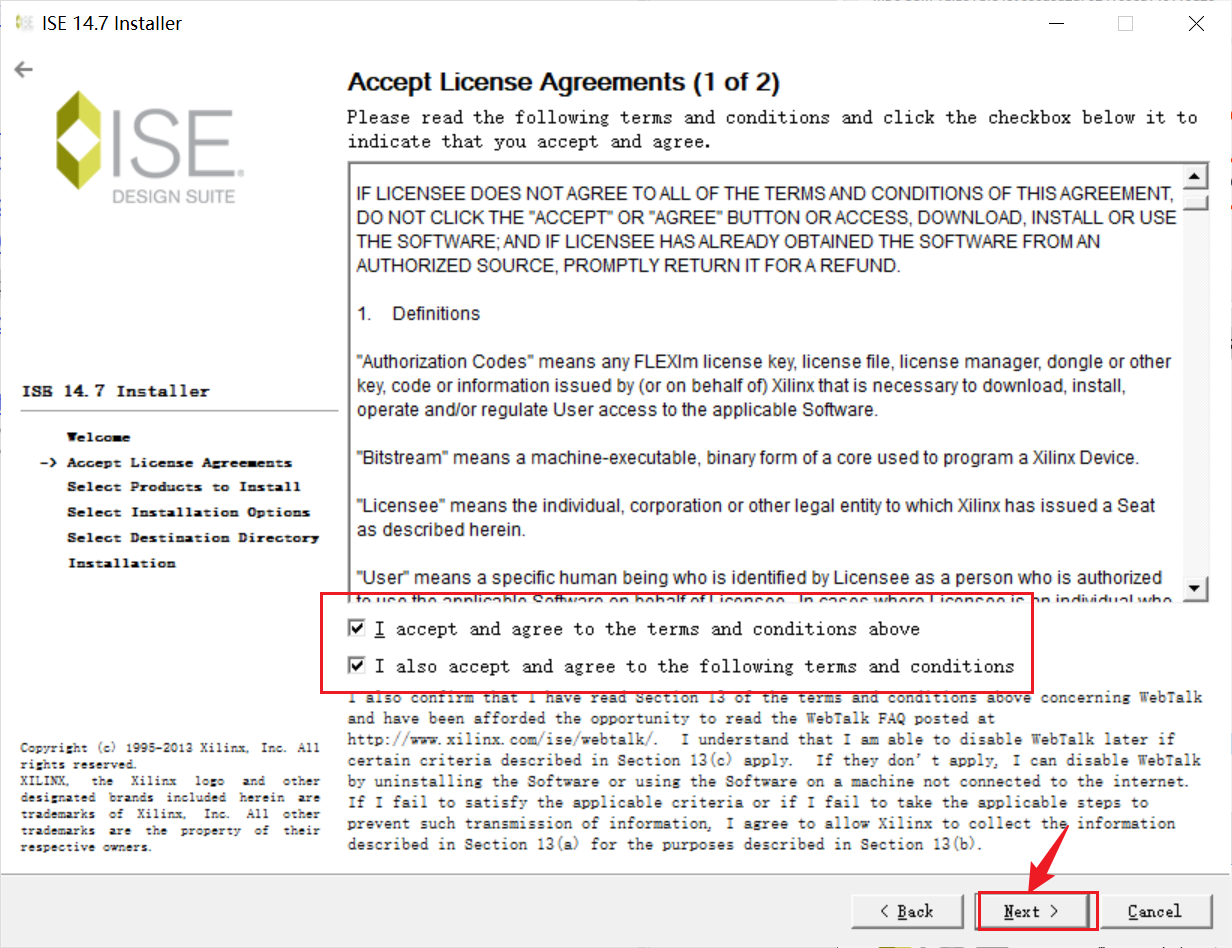 ISE 14.7 Installer
ISE
DESIGN SUITE
ISE 14.7 Installer
Welcome
-> Accept License Agreements
Select Products to Install
Select Installation Options
Select Destination Directory
Installation
Copyright (c) 1995-2013 Xilinx, Inc. All
rights reserved.
XILINX, the Xilinx logo and other
designated brands included herein are
trademarks of Xilinx, Inc. All other
trademarks are the property of their
respective owners.
Accept License Agreements (1 of 2)
Please read the following terms and conditions and click the checkbox below it to
indicate that you accept and agree.
IF LICENSEE DOES NOT AGREE TO ALL OF THE TERMS AND CONDITIONS OF THIS AGREEMENT,
DO NOT CLICK THE "ACCEPT" OR "AGREE" BUTTON OR ACCESS, DOWNLOAD, INSTALL OR USE
THE SOFTWARE; AND IF LICENSEE HAS ALREADY OBTAINED THE SOFTWARE FROM AN
AUTHORIZED SOURCE, PROMPTLY RETURN IT FOR A REFUND.
1. Definitions
"Authorization Codes" means any FLEXlm license key, license file, license manager, dongle or other
key, code or information issued by (or on behalf of) Xilinx that is necessary to download, install,
operate and/or regulate User access to the applicable Software.
"Bitstream" means a machine-executable, binary form of a core used to program a Xilinx Device.
"Licensee" means the individual, corporation or other legal entity to which Xilinx has issued a Seat
as described herein.
"User" means a specific human being who is identified by Licensee as a person who is authorized
to use the applicable Software on behalf of Licensee. In cases where Licensee is an individual who
I accept and agree to the terms and conditions above
I also accept and agree to the following terms and conditions
I also confirm that I have read Section 13 of the terms and conditions above concerning WebTalk
and have been afforded the opportunity to read the WebTalk FAQ posted at
http://www.xilinx.com/ise/webtalk/. I understand that I am able to disable WebTalk later if
certain criteria described in Section 13(c) apply. If they don't apply, I can disable WebTalk
by uninstalling the Software or using the Software on a machine not connected to the internet.
If I fail to satisfy the applicable criteria or if I fail to take the applicable steps to
prevent such transmission of information, I agree to allow Xilinx to collect the information
described in Section 13(a) for the purposes described in Section 13(b).
< Back
Next >
Cancel